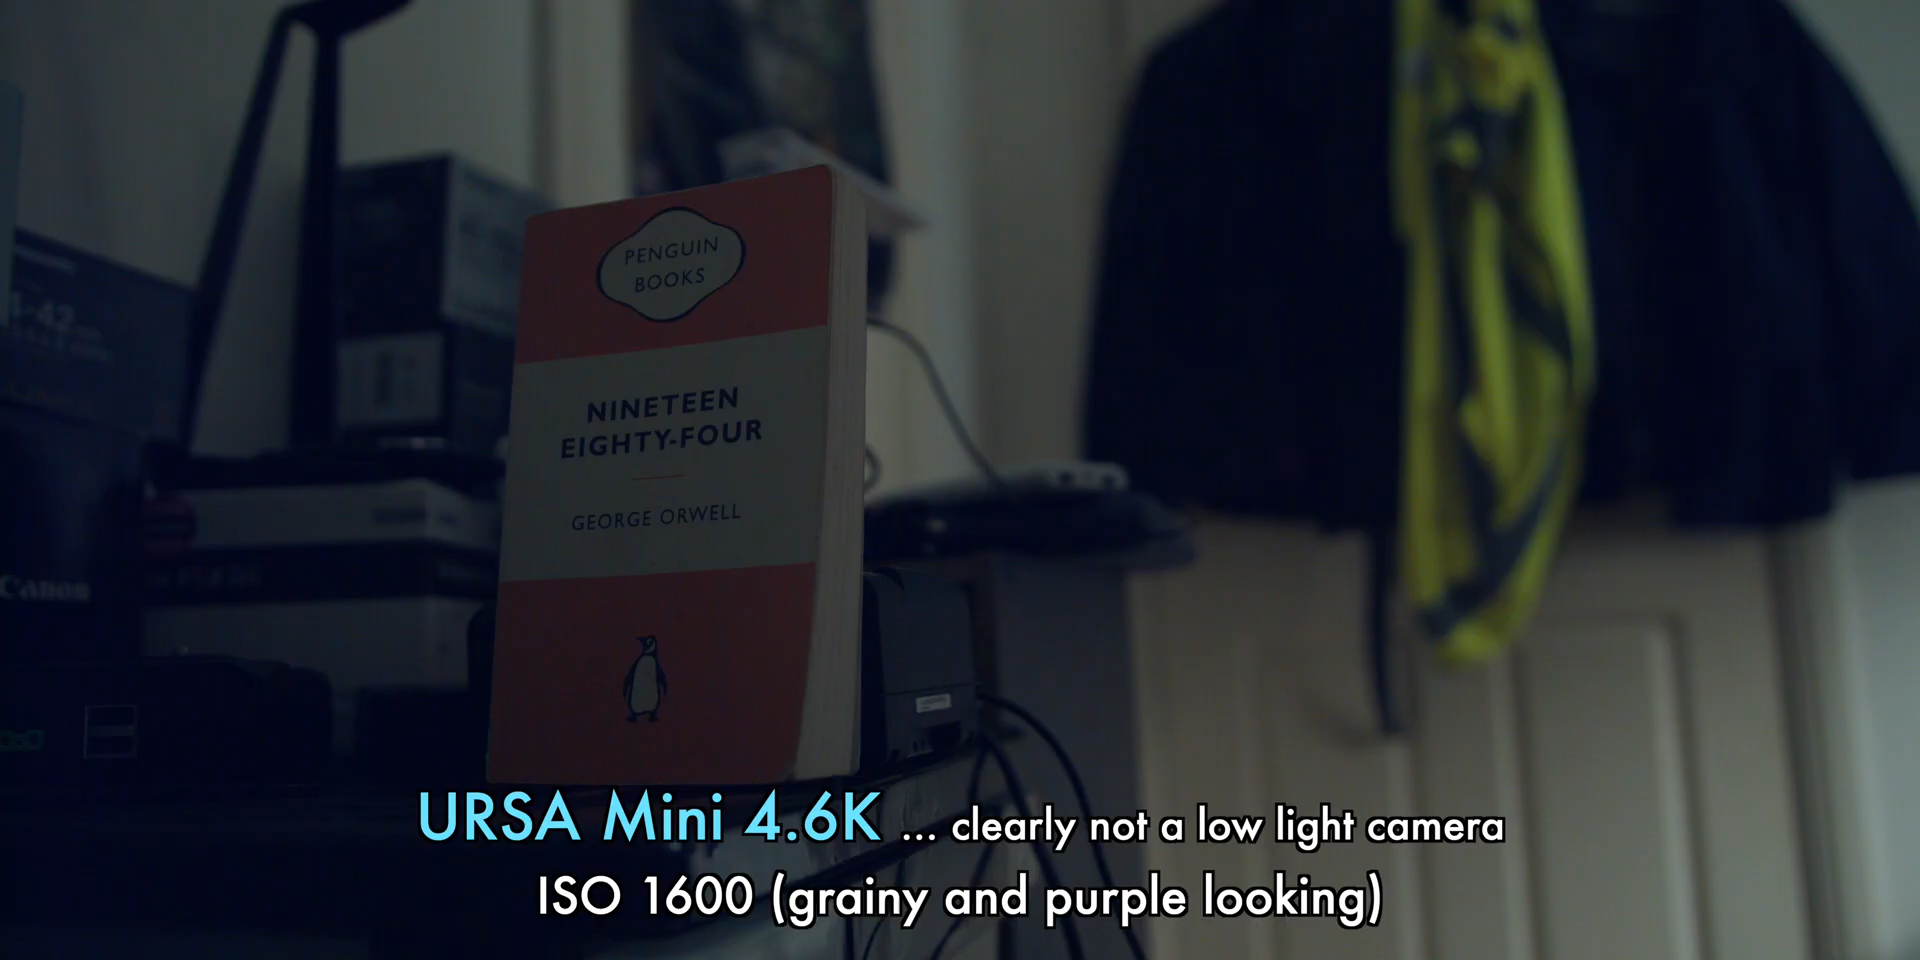 PENGUIN
BOOKS
NINETEEN
EIGHTY-FOUR
GEORGE ORWELL
Canon
URSA Mini 4.6K ... clearly not a low light camera
ISO 1600 (grainy and purple looking)